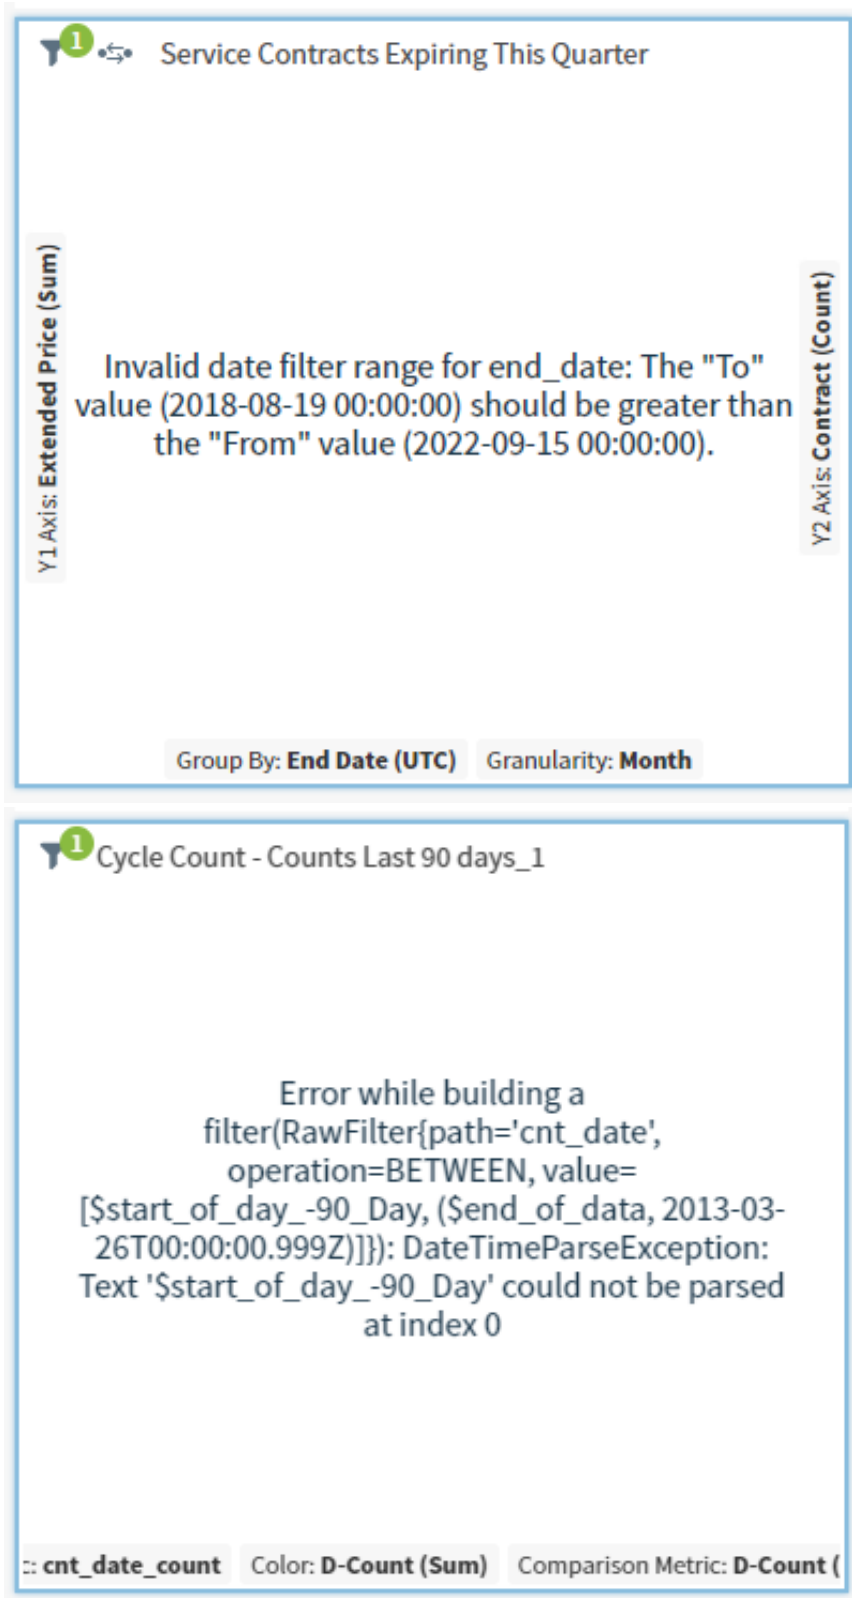 1 Service Contracts Expiring This Quarter
Y1 Axis: Extended Price (Sum)
Invalid date filter range for end_date: The "To"
value (2018-08-19 00:00:00) should be greater than
the "From" value (2022-09-15 00:00:00).
Y2 Axis: Contract (Count)
Group By: End Date (UTC) Granularity: Month
1 Cycle Count - Counts Last 90 days_1
Error while building a
filter(RawFilter{path='cnt_date',
operation=BETWEEN, value=
[$start_of_day_-90_Day, ($end_of_data, 2013-03-
26T00:00:00.999Z)]}): DateTimeParseException:
Text '$start_of_day_-90_Day' could not be parsed
at index 0
: cnt_date_count Color: D-Count (Sum) Comparison Metric: D-Count (